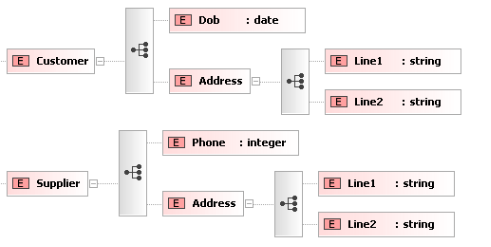 E Dob : date
E Customer
E Address
E Line1 : string
E Line2 : string
E Phone : integer
E Supplier
E Address
E Line1 : string
E Line2 : string